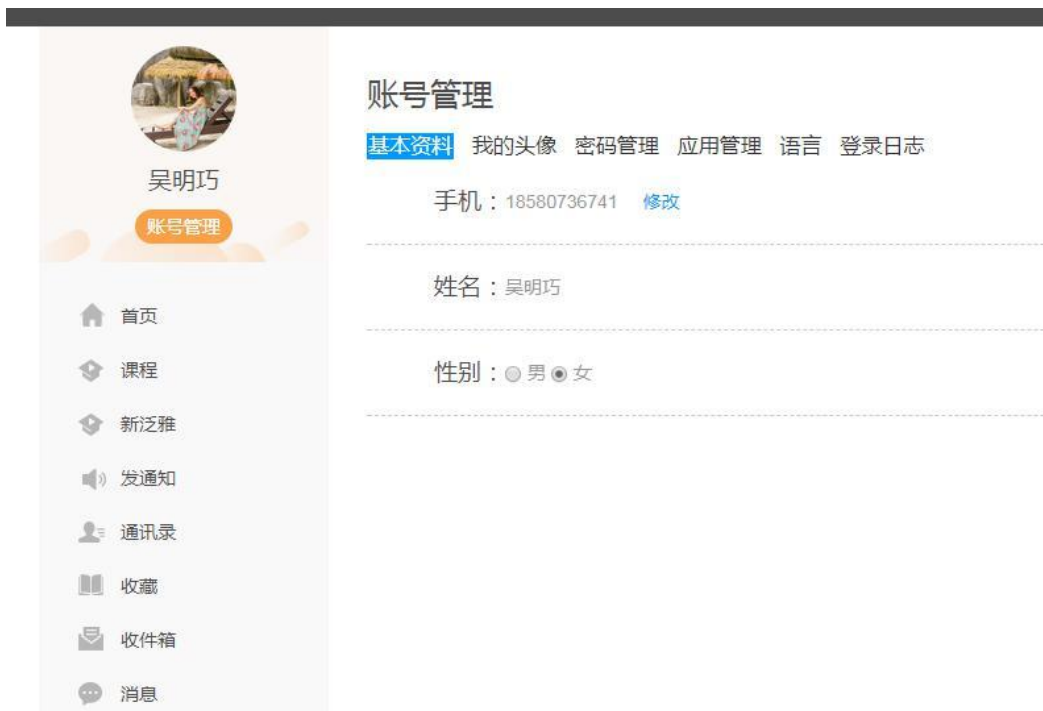 吴明巧
账号管理
首页
课程
新泛雅
发通知
通讯录
收藏
收件箱
消息
账号管理
基本资料 我的头像 密码管理 应用管理 语言 登录日志
手机：18580736741 修改
姓名：吴明巧
性别：男 女